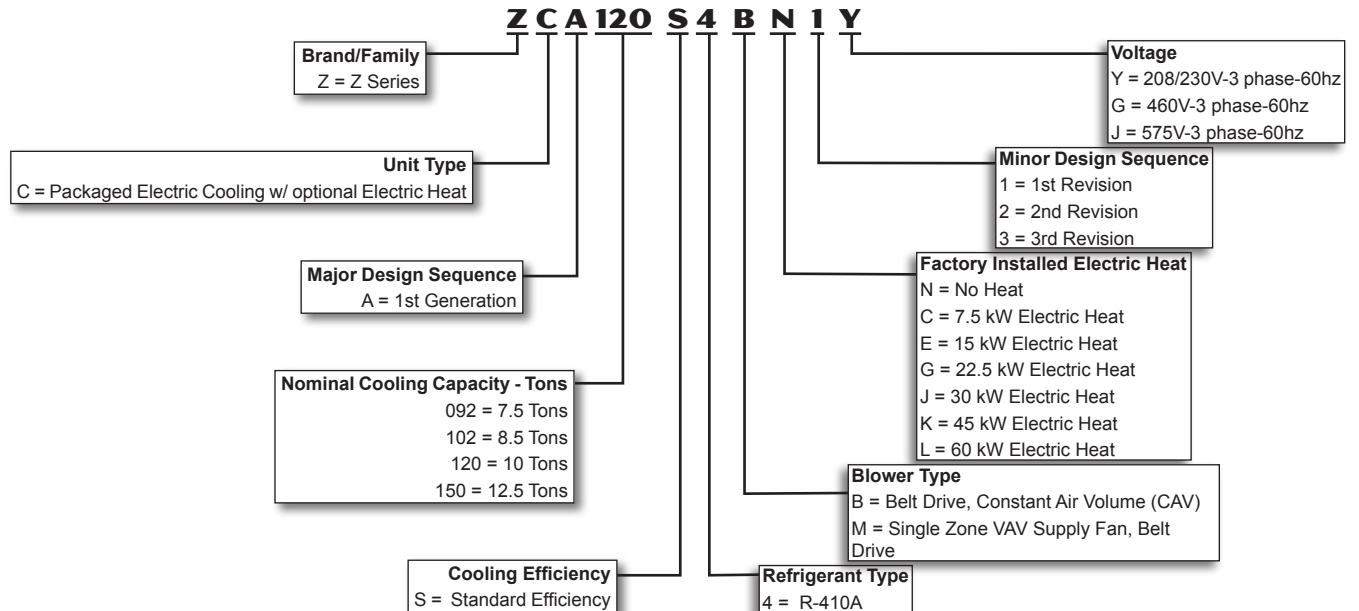 Z C A 120 S 4 B N 1 Y
Brand/Family
Z = Z Series
Unit Type
C = Packaged Electric Cooling w/ optional Electric Heat
Major Design Sequence
A = 1st Generation
Nominal Cooling Capacity - Tons
092 = 7.5 Tons
102 = 8.5 Tons
120 = 10 Tons
150 = 12.5 Tons
Cooling Efficiency
S = Standard Efficiency
Refrigerant Type
4 = R-410A
Blower Type
B = Belt Drive, Constant Air Volume (CAV)
M = Single Zone VAV Supply Fan, Belt
Drive
Factory Installed Electric Heat
N = No Heat
C = 7.5 kW Electric Heat
E = 15 kW Electric Heat
G = 22.5 kW Electric Heat
J = 30 kW Electric Heat
K = 45 kW Electric Heat
L = 60 kW Electric Heat
Minor Design Sequence
1 = 1st Revision
2 = 2nd Revision
3 = 3rd Revision
Voltage
Y = 208/230V-3 phase-60hz
G = 460V-3 phase-60hz
J = 575V-3 phase-60hz